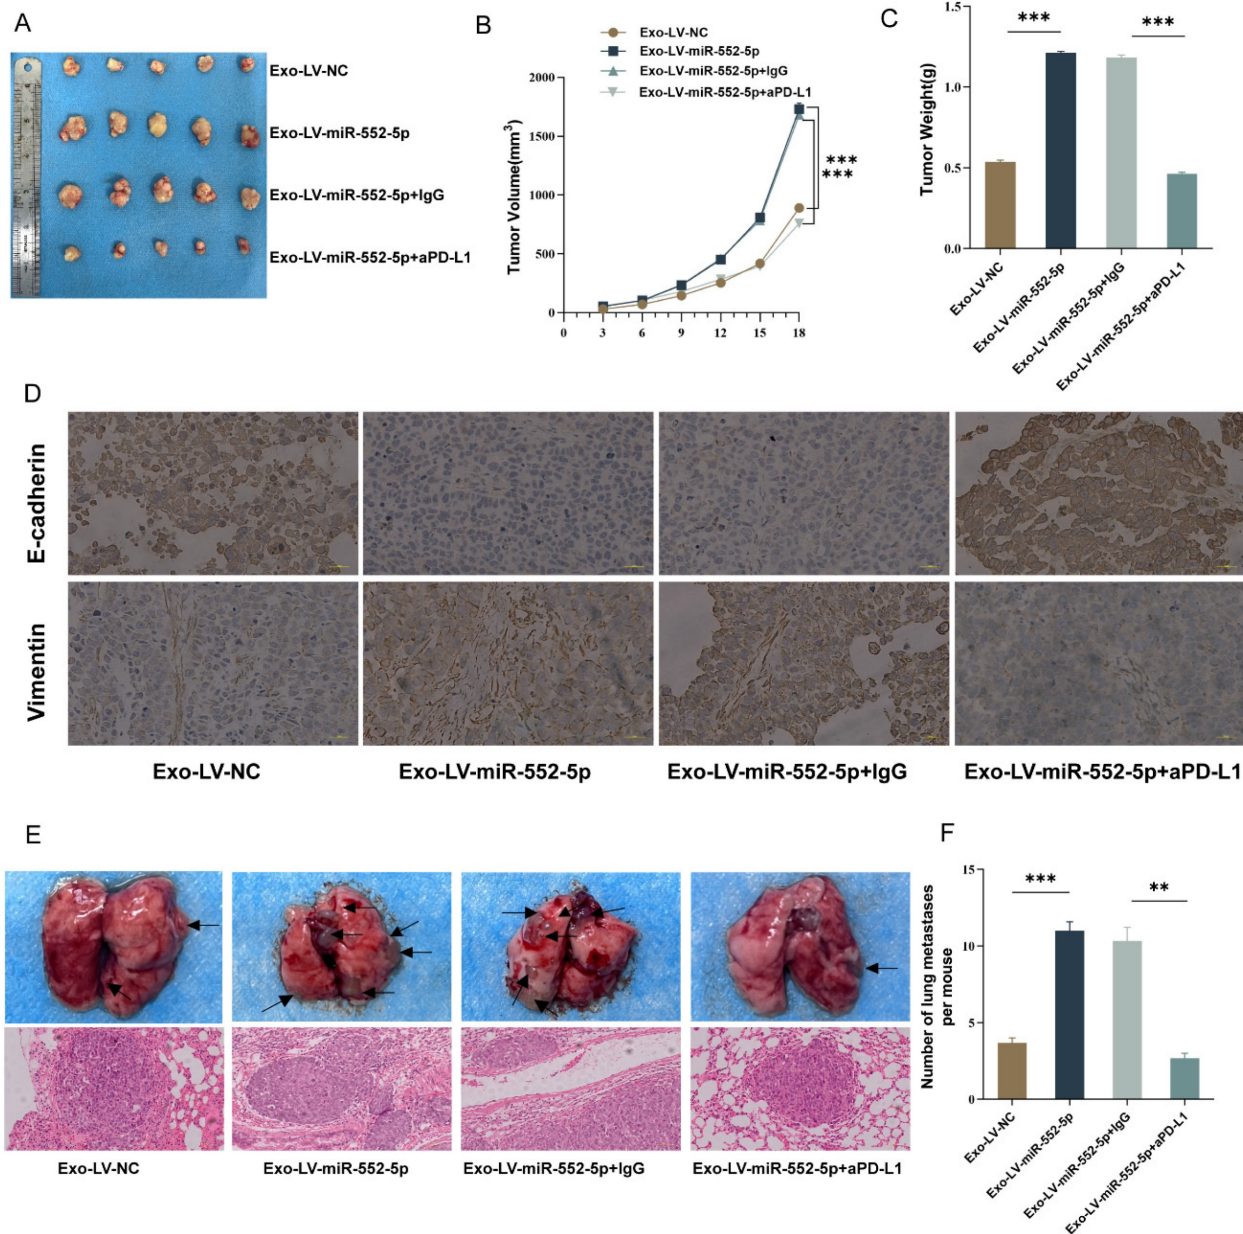 A
Exo-LV-NC
Exo-LV-miR-552-5p
Exo-LV-miR-552-5p+IgG
Exo-LV-miR-552-5p+aPD-L1
B
Exo-LV-NC
Exo-LV-miR-552-5p
Exo-LV-miR-552-5p+IgG
Exo-LV-miR-552-5p+aPD-L1
Tumor Volume(mm³)
2000
1500
1000
500
0
0 3 6 9 12 15 18
***
***
C
Tumor Weight(g)
1.5
1.0
0.5
0.0
*** ***
Exo-LV-NC
Exo-LV-miR-552-5p
Exo-LV-miR-552-5p+IgG
Exo-LV-miR-552-5p+aPD-L1
D
E-cadherin
Vimentin
Exo-LV-NC Exo-LV-miR-552-5p Exo-LV-miR-552-5p+IgG Exo-LV-miR-552-5p+aPD-L1
E
Exo-LV-NC Exo-LV-miR-552-5p Exo-LV-miR-552-5p+IgG Exo-LV-miR-552-5p+aPD-L1
F
Number of lung metastases
per mouse
15
10
5
0
*** **
Exo-LV-NC
Exo-LV-miR-552-5p
Exo-LV-miR-552-5p+IgG
Exo-LV-miR-552-5p+aPD-L1